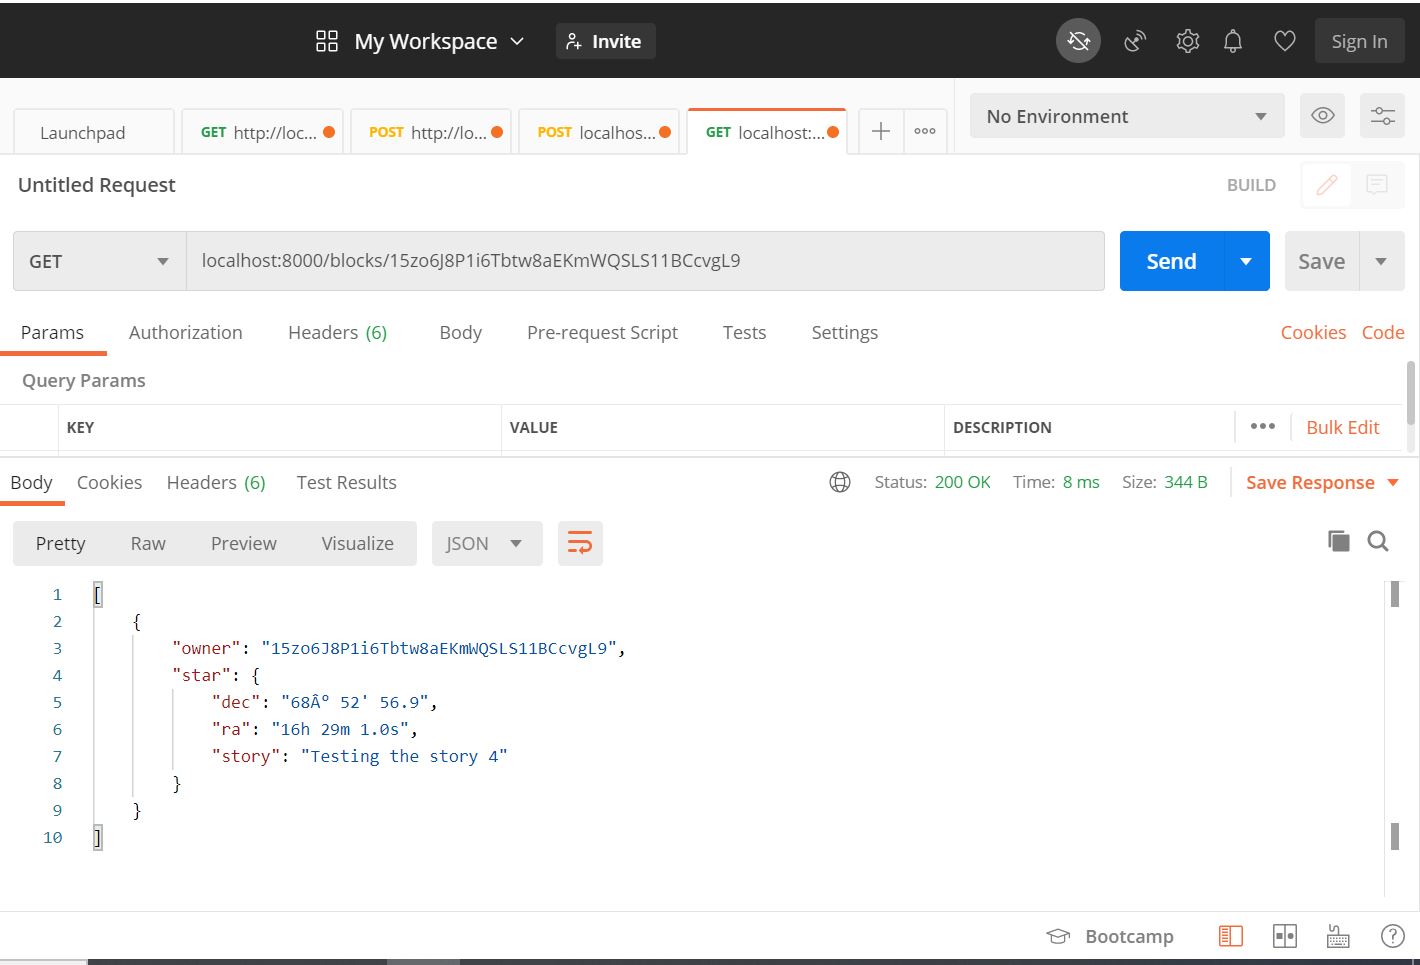 My Workspace Invite Sign In
Launchpad GET http://loc... POST http://lo... POST localhos... GET localhost:... No Environment
Untitled Request BUILD
GET localhost:8000/blocks/15zo6J8P1i6Tbtw8aEKmWQSLS11BCcvgL9 Send Save
Params Authorization Headers (6) Body Pre-request Script Tests Settings Cookies Code
Query Params
KEY VALUE DESCRIPTION Bulk Edit
Body Cookies Headers (6) Test Results Status: 200 OK Time: 8 ms Size: 344 B Save Response
Pretty Raw Preview Visualize JSON
1 [
2 {
3 "owner": "15zo6J8P1i6Tbtw8aEKmWQSLS11BCcvgL9",
4 "star": {
5 "dec": "68Âº 52' 56.9",
6 "ra": "16h 29m 1.0s",
7 "story": "Testing the story 4"
8 }
9 }
10 ]
Bootcamp